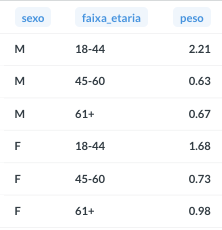 sexo faixa_etaria peso
M 18-44 2.21
M 45-60 0.63
M 61+ 0.67
F 18-44 1.68
F 45-60 0.73
F 61+ 0.98